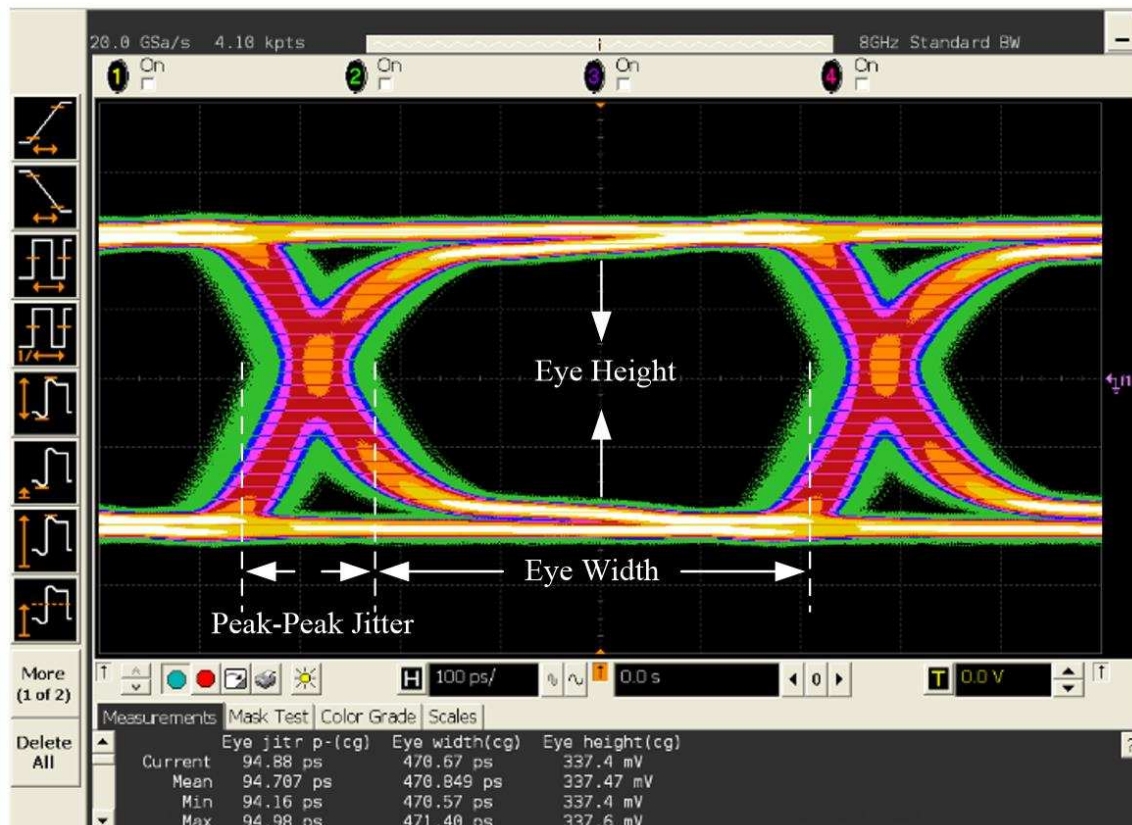 20.0 GSa/s 4.10 kpts 8GHz Standard BW
1 On 2 On 3 On 4 On
Eye Height
Eye Width
Peak-Peak Jitter
More
(1 of 2)
Delete
All
H 100 ps/ 0.0 s 0 T 0.0 V
Measurements Mask Test Color Grade Scales
Eye jitr p-(cg) Eye width(cg) Eye height(cg)
Current 94.88 ps 470.67 ps 337.4 mV
Mean 94.707 ps 470.849 ps 337.47 mV
Min 94.16 ps 470.57 ps 337.4 mV
Max 94.98 ps 471.40 ps 337.6 mV